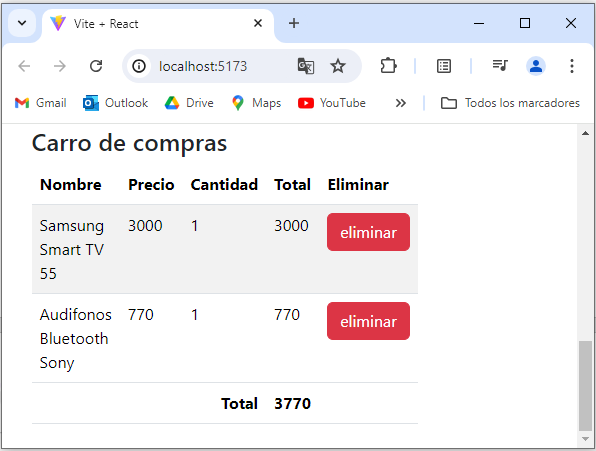 Vite + React
localhost:5173
Gmail Outlook Drive Maps YouTube Todos los marcadores
Carro de compras
Nombre Precio Cantidad Total Eliminar
Samsung 3000 1 3000 eliminar
Smart TV
55
Audifonos 770 1 770 eliminar
Bluetooth
Sony
Total 3770